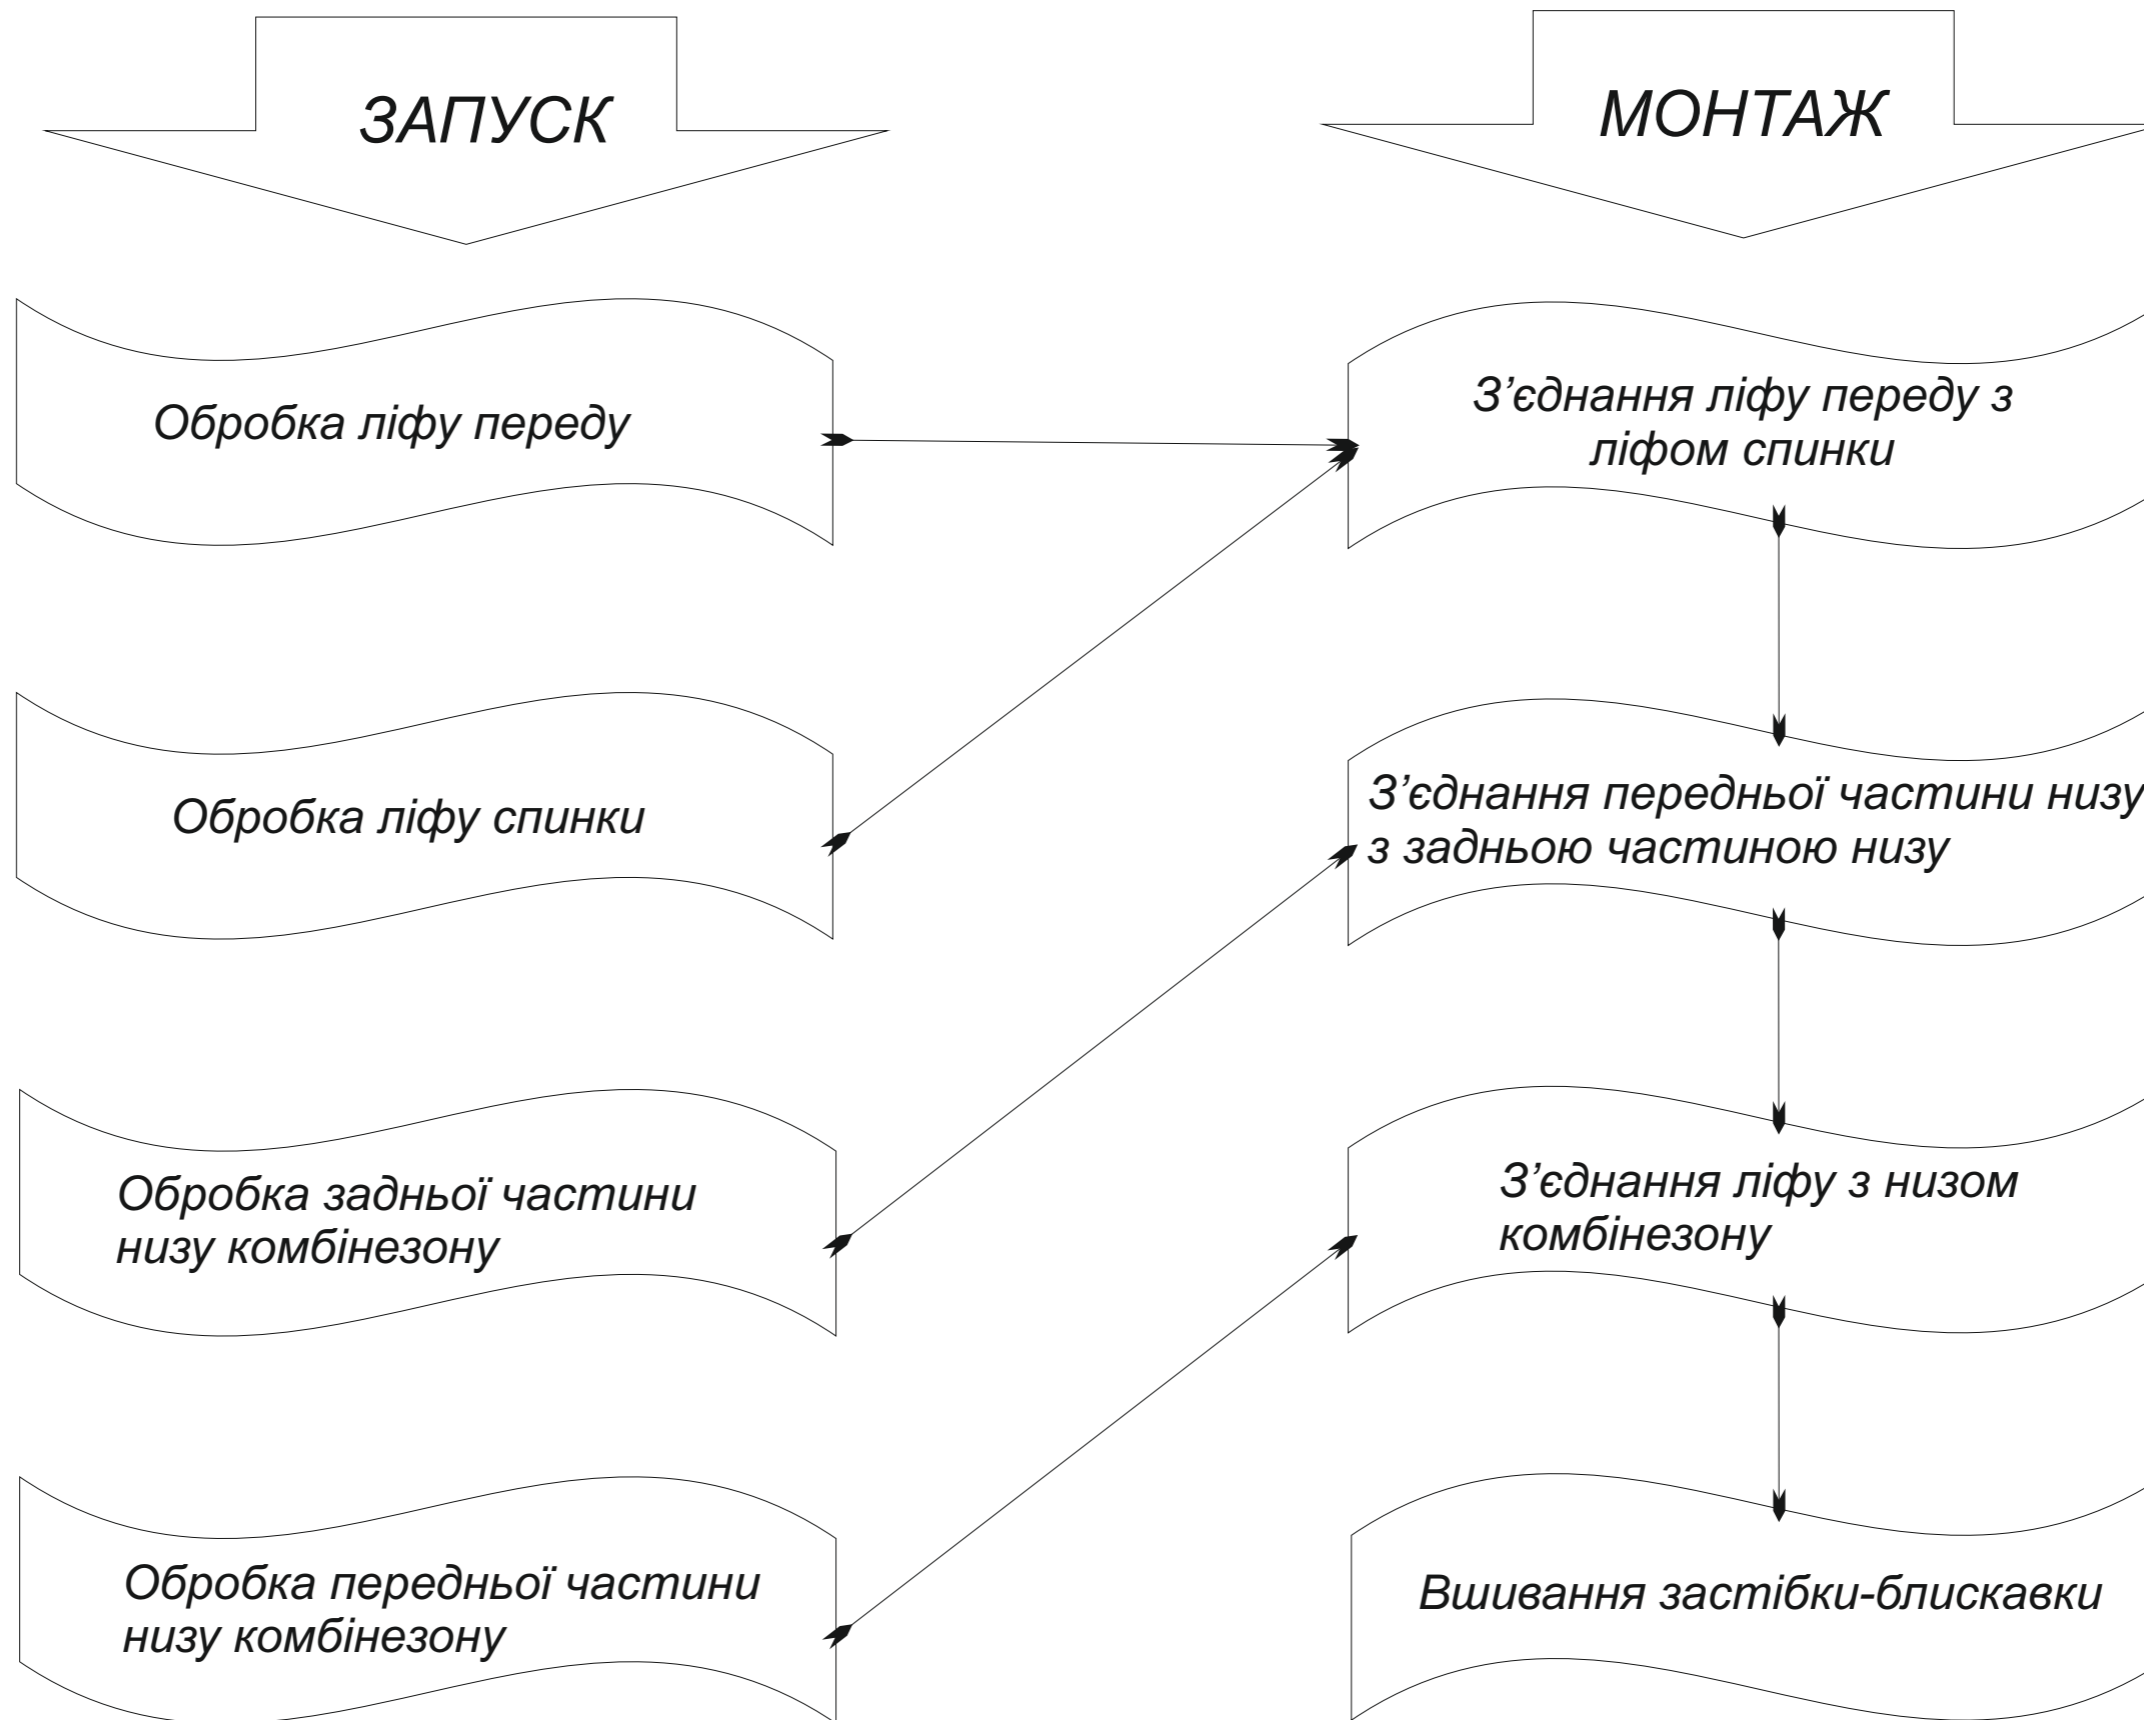 ЗАПУСК
МОНТАЖ
Обробка ліфу переду
З’єднання ліфу переду з
ліфом спинки
Обробка ліфу спинки
З’єднання передньої частини низу
з задньою частиною низу
Обробка задньої частини
низу комбінезону
З’єднання ліфу з низом
комбінезону
Обробка передньої частини
низу комбінезону
Вшивання застібки-блискавки